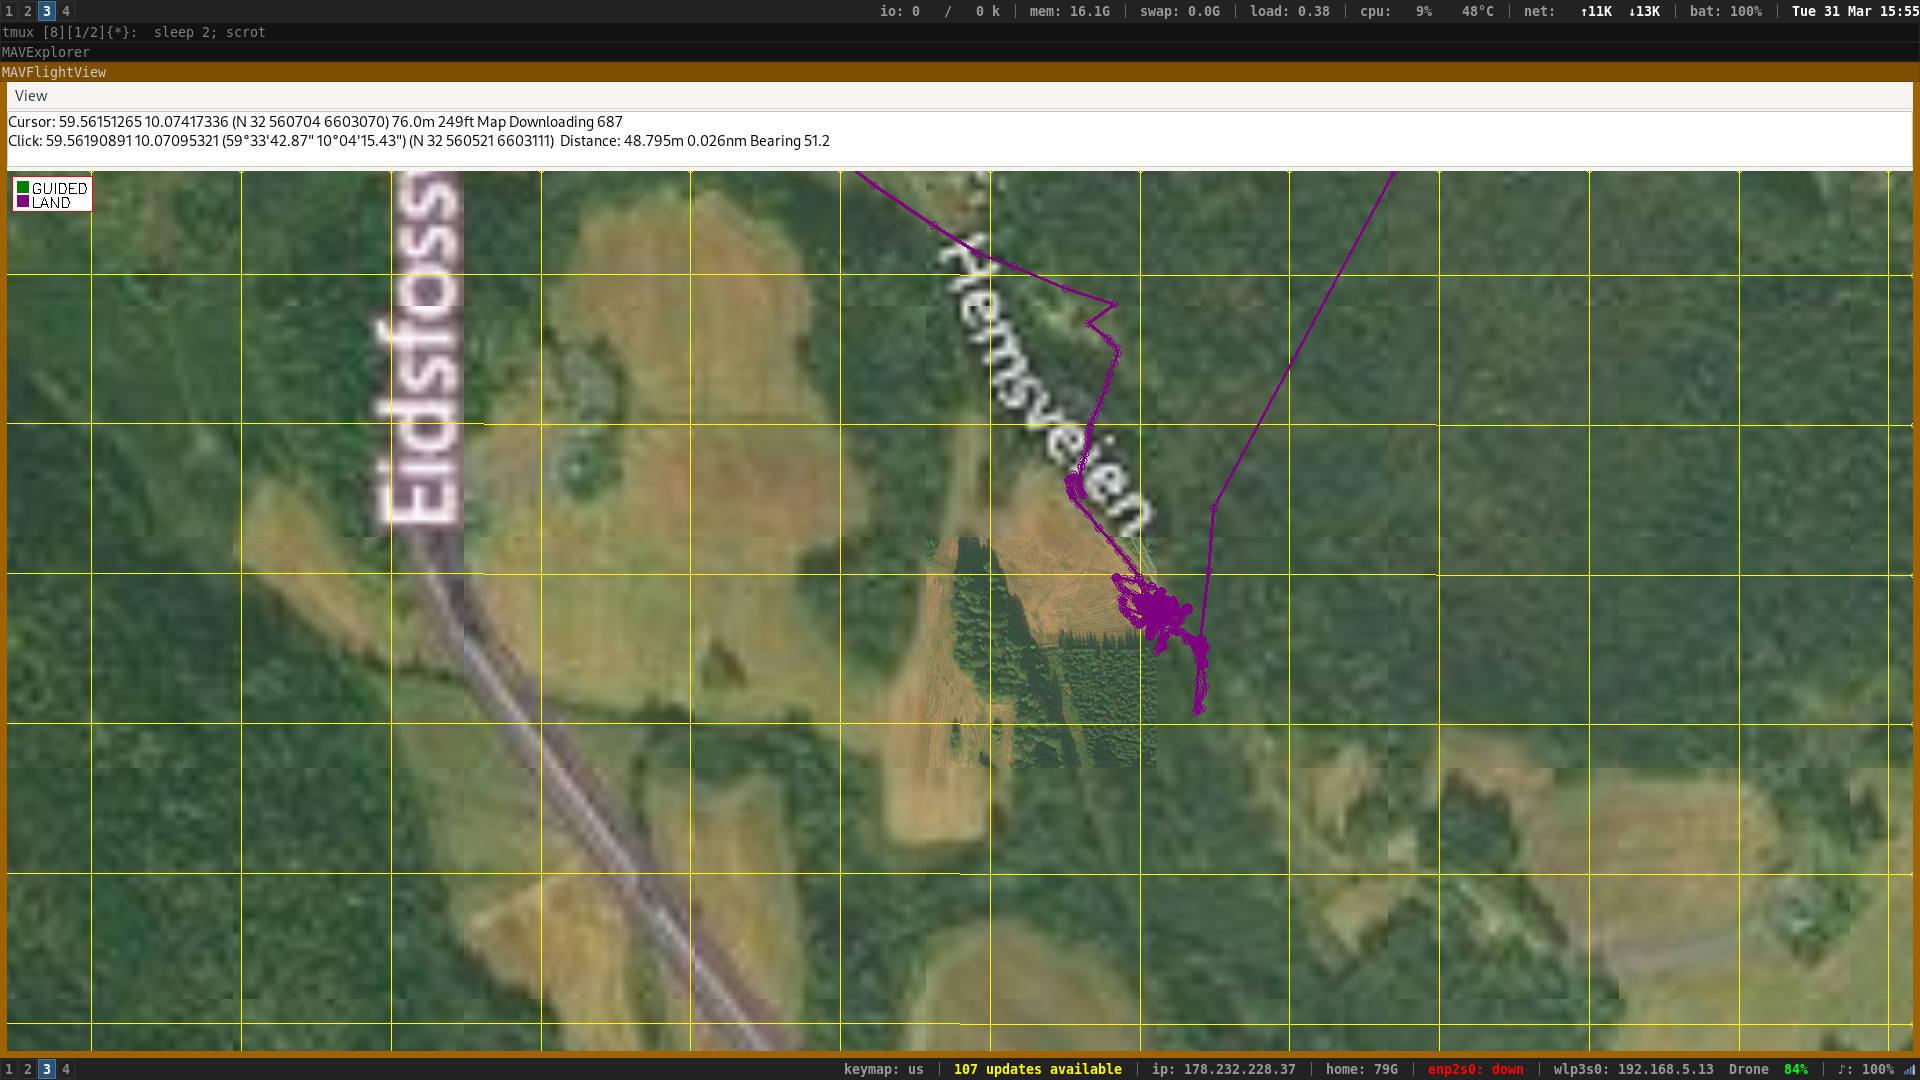 1 2 3 4 io: 0 / 0 k | mem: 16.1G | swap: 0.0G | load: 0.38 | cpu: 9% 48°C | net: ↑11K ↓13K | bat: 100% | Tue 31 Mar 15:55
tmux [8][1/2]{*}: sleep 2; scrot
MAVExplorer
MAVFlightView
View
Cursor: 59.56151265 10.07417336 (N 32 560704 6603070) 76.0m 249ft Map Downloading 687
Click: 59.56190891 10.07095321 (59°33'42.87" 10°04'15.43") (N 32 560521 6603111) Distance: 48.795m 0.026nm Bearing 51.2
GUIDED
LAND
Eidsfoss
Hemsveien
1 2 3 4 keymap: us | 107 updates available | ip: 178.232.228.37 | home: 79G | enp2s0: down | wlp3s0: 192.168.5.13 Drone 84% | ♪: 100%